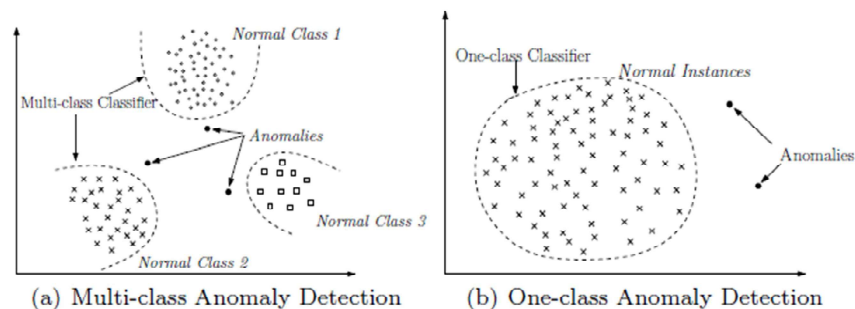 Normal Class 1
Multi-class Classifier
Anomalies
Normal Class 3
Normal Class 2
(a) Multi-class Anomaly Detection
One-class Classifier
Normal Instances
Anomalies
(b) One-class Anomaly Detection